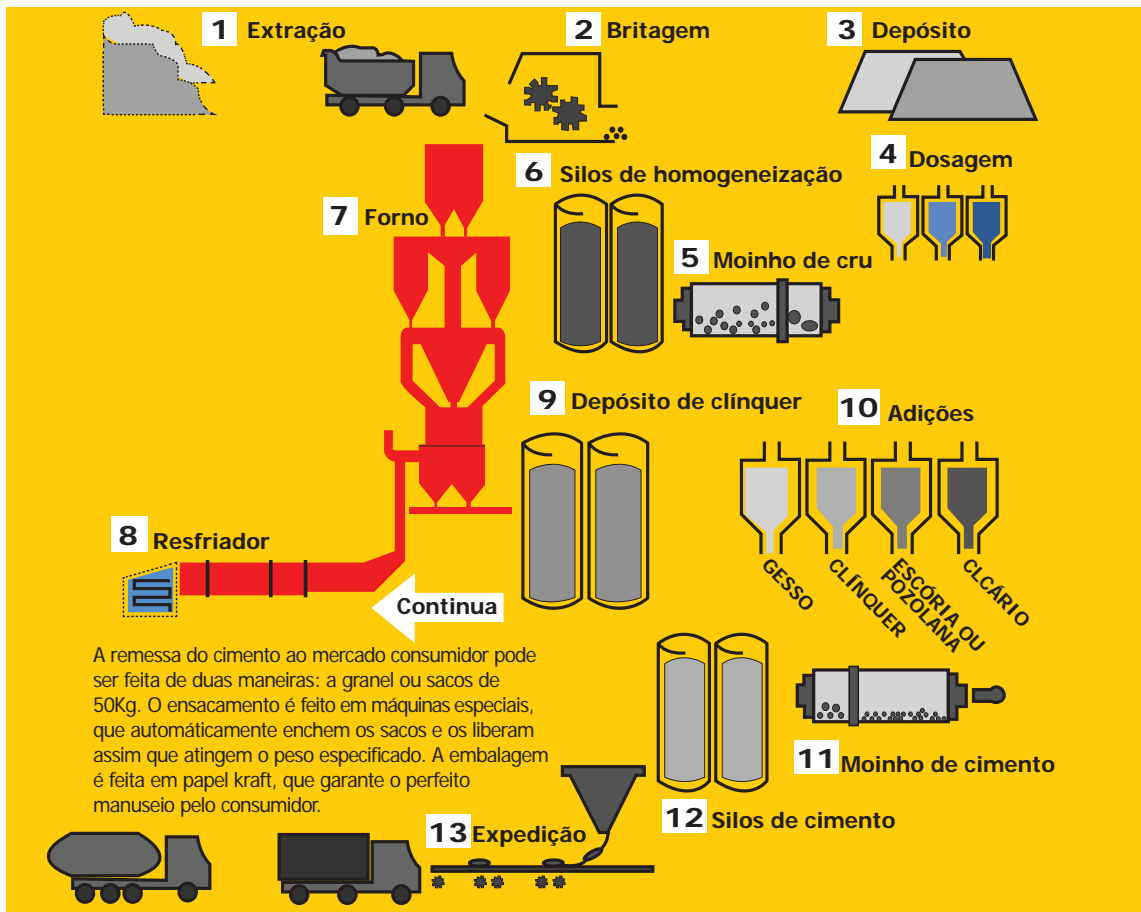 1 Extração
2 Britagem
3 Depósito
4 Dosagem
6 Silos de homogeneização
7 Forno
5 Moinho de cru
9 Depósito de clínquer
10 Adições
8 Resfriador
GESSO
CLÍNQUER
ESCÓRIA OU
POZOLANA
CLCÁRIO
Continua
A remessa do cimento ao mercado consumidor pode
ser feita de duas maneiras: a granel ou sacos de
50Kg. O ensacamento é feito em máquinas especiais,
que automáticamente enchem os sacos e os liberam
assim que atingem o peso especificado. A embalagem
é feita em papel kraft, que garante o perfeito
manuseio pelo consumidor.
11 Moinho de cimento
12 Silos de cimento
13 Expedição